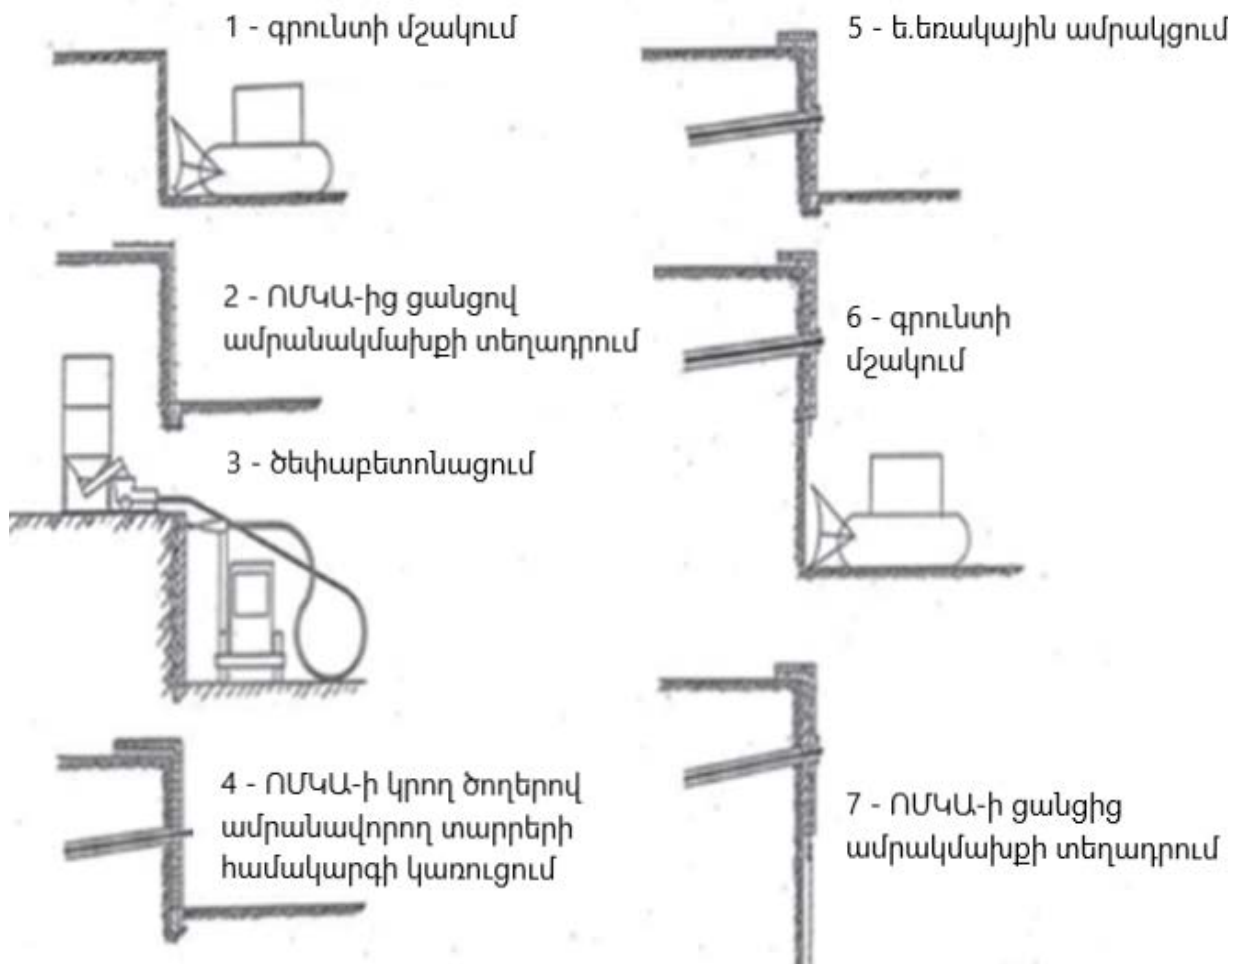 1 - գրունտի մշակում
2 - ՈՄԿԱ-ից ցանցով
ամրանակմախքի տեղադրում
3 - ծեփաբետոնացում
4 - ՈՄԿԱ-ի կրող ծողերով
ամրանավորող տարրերի
համակարգի կառուցում
5 - ե.եռակային ամրակցում
6 - գրունտի
մշակում
7 - ՈՄԿԱ-ի ցանցից
ամրակմախքի տեղադրում